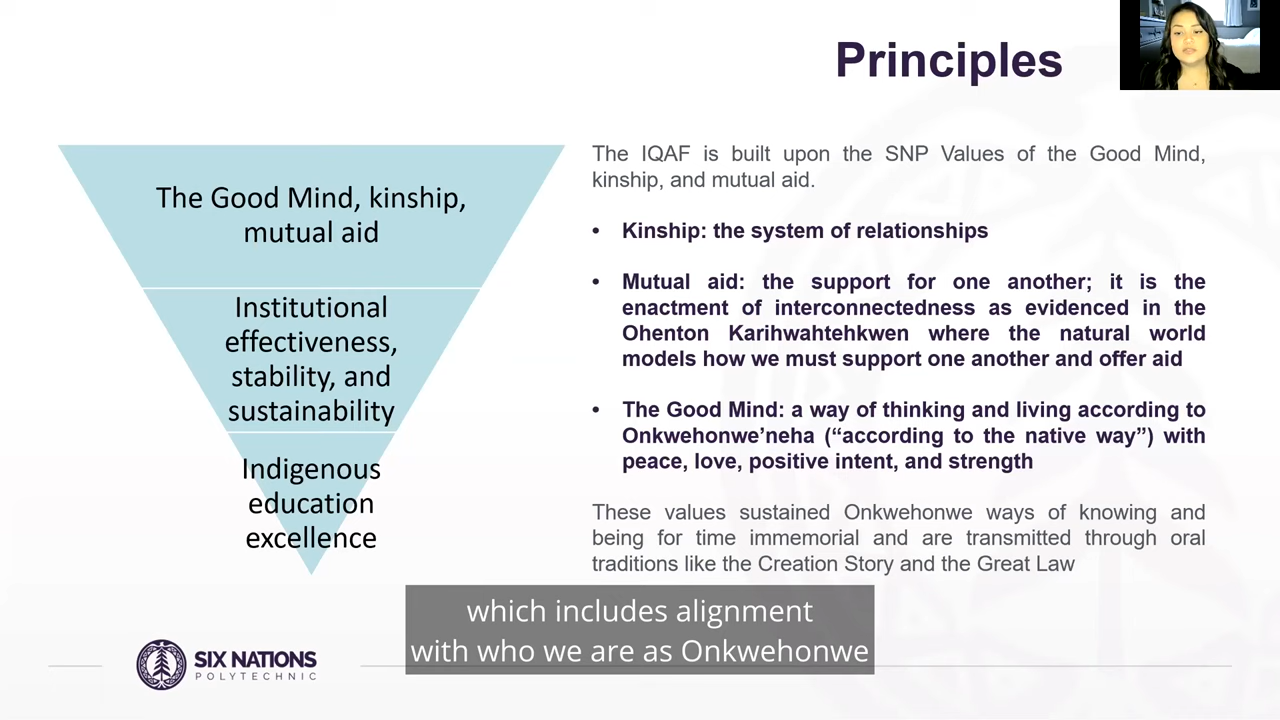 Principles
The Good Mind, kinship,
mutual aid
Institutional
effectiveness,
stability, and
sustainability
Indigenous
education
excellence
The IQAF is built upon the SNP Values of the Good Mind,
kinship, and mutual aid.
• Kinship: the system of relationships
• Mutual aid: the support for one another; it is the
enactment of interconnectedness as evidenced in the
Ohenton Karihwahtehkwen where the natural world
models how we must support one another and offer aid
• The Good Mind: a way of thinking and living according to
Onkwehonwe’neha (“according to the native way”) with
peace, love, positive intent, and strength
These values sustained Onkwehonwe ways of knowing and
being for time immemorial and are transmitted through oral
traditions like the Creation Story and the Great Law
which includes alignment
with who we are as Onkwehonwe
SIX NATIONS
POLYTECHNIC